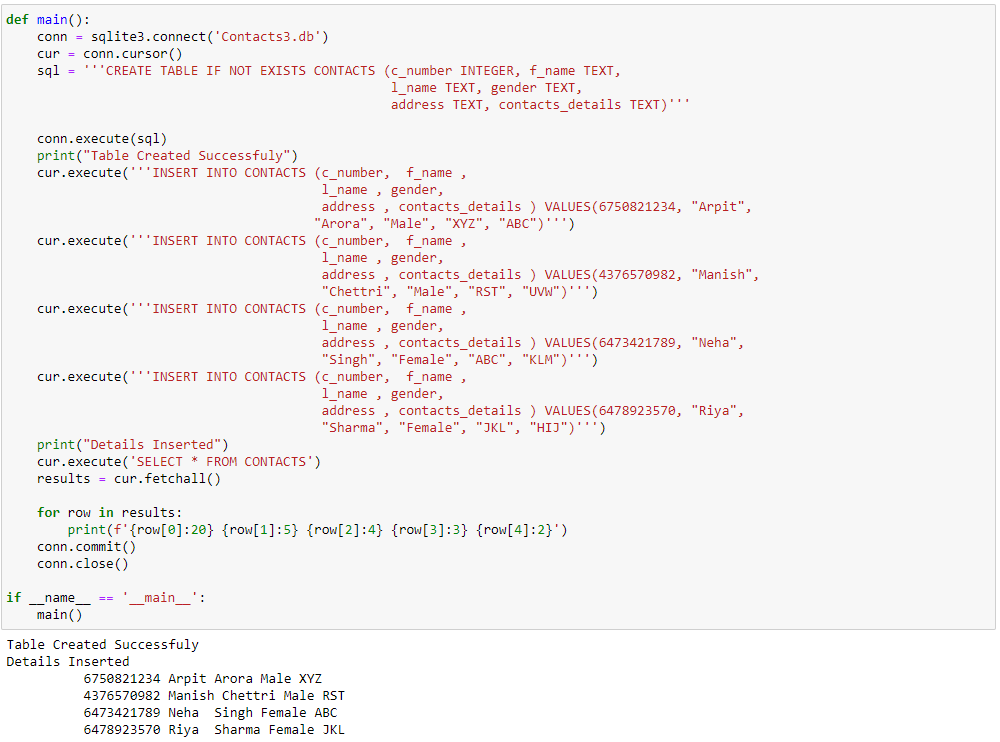 def main():
    conn = sqlite3.connect('Contacts3.db')
    cur = conn.cursor()
    sql = '''CREATE TABLE IF NOT EXISTS CONTACTS (c_number INTEGER, f_name TEXT,
                                                  l_name TEXT, gender TEXT,
                                                  address TEXT, contacts_details TEXT)'''

    conn.execute(sql)
    print("Table Created Successfuly")
    cur.execute('''INSERT INTO CONTACTS (c_number,  f_name ,
                                         l_name , gender,
                                         address , contacts_details ) VALUES(6750821234, "Arpit",
                                        "Arora", "Male", "XYZ", "ABC")''')
    cur.execute('''INSERT INTO CONTACTS (c_number,  f_name ,
                                         l_name , gender,
                                         address , contacts_details ) VALUES(4376570982, "Manish",
                                         "Chettri", "Male", "RST", "UVW")''')
    cur.execute('''INSERT INTO CONTACTS (c_number,  f_name ,
                                         l_name , gender,
                                         address , contacts_details ) VALUES(6473421789, "Neha",
                                         "Singh", "Female", "ABC", "KLM")''')
    cur.execute('''INSERT INTO CONTACTS (c_number,  f_name ,
                                         l_name , gender,
                                         address , contacts_details ) VALUES(6478923570, "Riya",
                                         "Sharma", "Female", "JKL", "HIJ")''')
    print("Details Inserted")
    cur.execute('SELECT * FROM CONTACTS')
    results = cur.fetchall()

    for row in results:
        print(f'{row[0]:20} {row[1]:5} {row[2]:4} {row[3]:3} {row[4]:2}')
    conn.commit()
    conn.close()

if __name__ == '__main__':
    main()
Table Created Successfuly
Details Inserted
          6750821234 Arpit Arora Male XYZ
          4376570982 Manish Chettri Male RST
          6473421789 Neha  Singh Female ABC
          6478923570 Riya  Sharma Female JKL